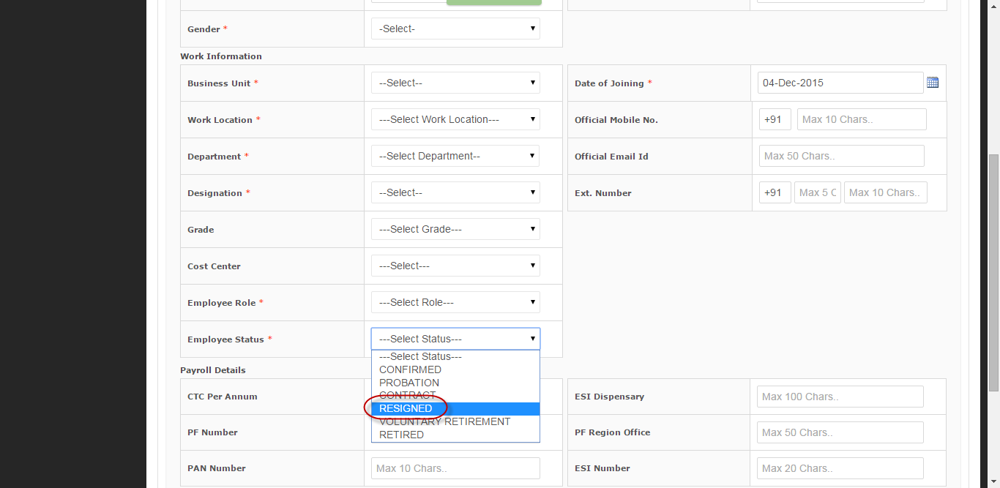 Gender * -Select-
Work Information
Business Unit * --Select-- Date of Joining * 04-Dec-2015
Work Location * ---Select Work Location--- Official Mobile No. +91 Max 10 Chars..
Department * --Select Department-- Official Email Id Max 50 Chars..
Designation * --Select-- Ext. Number +91 Max 5 C Max 10 Chars..
Grade ---Select Grade---
Cost Center ---Select---
Employee Role * ---Select Role---
Employee Status * ---Select Status---
---Select Status---
CONFIRMED
PROBATION
CONTRACT
RESIGNED
VOLUNTARY RETIREMENT
RETIRED
Payroll Details
CTC Per Annum ESI Dispensary Max 100 Chars..
PF Number PF Region Office Max 50 Chars..
PAN Number Max 10 Chars.. ESI Number Max 20 Chars..